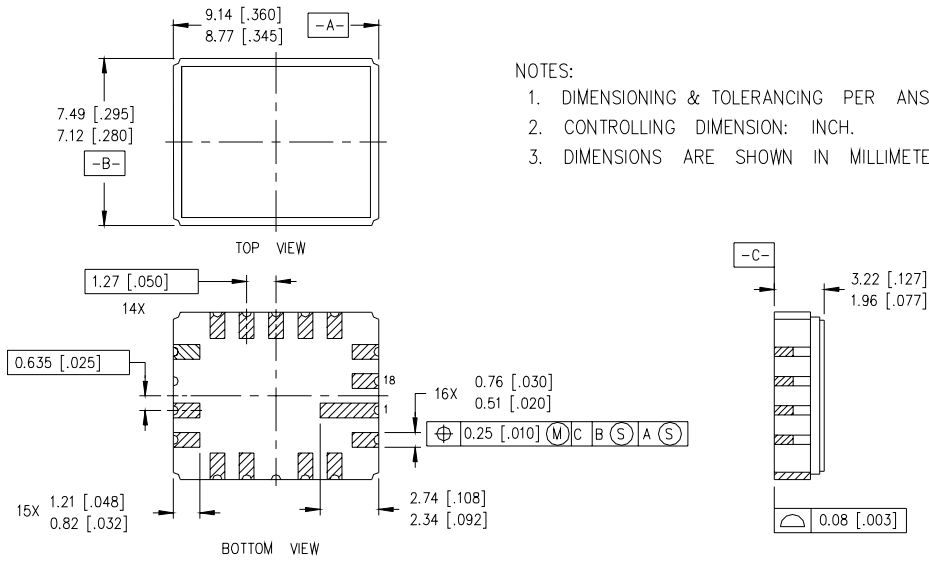 9.14 [.360]
8.77 [.345]
-A-
7.49 [.295]
7.12 [.280]
-B-
TOP VIEW
NOTES:
1. DIMENSIONING & TOLERANCING PER ANS
2. CONTROLLING DIMENSION: INCH.
3. DIMENSIONS ARE SHOWN IN MILLIMETE
1.27 [.050]
14X
0.635 [.025]
18
1
16X
0.76 [.030]
0.51 [.020]
0.25 [.010] M C B S A S
15X
1.21 [.048]
0.82 [.032]
2.74 [.108]
2.34 [.092]
BOTTOM VIEW
-C-
3.22 [.127]
1.96 [.077]
0.08 [.003]